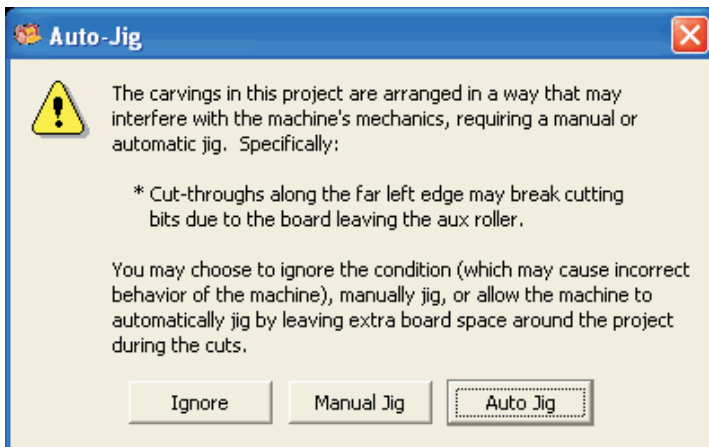 Auto-Jig
The carvings in this project are arranged in a way that may
interfere with the machine's mechanics, requiring a manual or
automatic jig. Specifically:
* Cut-throughs along the far left edge may break cutting
bits due to the board leaving the aux roller.
You may choose to ignore the condition (which may cause incorrect
behavior of the machine), manually jig, or allow the machine to
automatically jig by leaving extra board space around the project
during the cuts.
Ignore Manual Jig Auto Jig